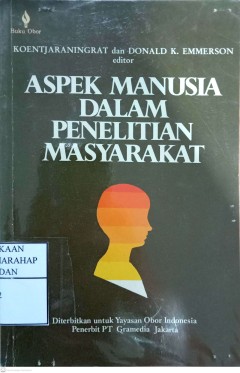 Buku Obor
KOENTJARANINGRAT dan DONALD K. EMMERSON
editor
ASPEK MANUSIA
DALAM
PENELITIAN
MASYARAKAT
KAAN
HARAHAP
DAN
Diterbitkan untuk Yayasan Obor Indonesia
Penerbit PT Gramedia Jakarta